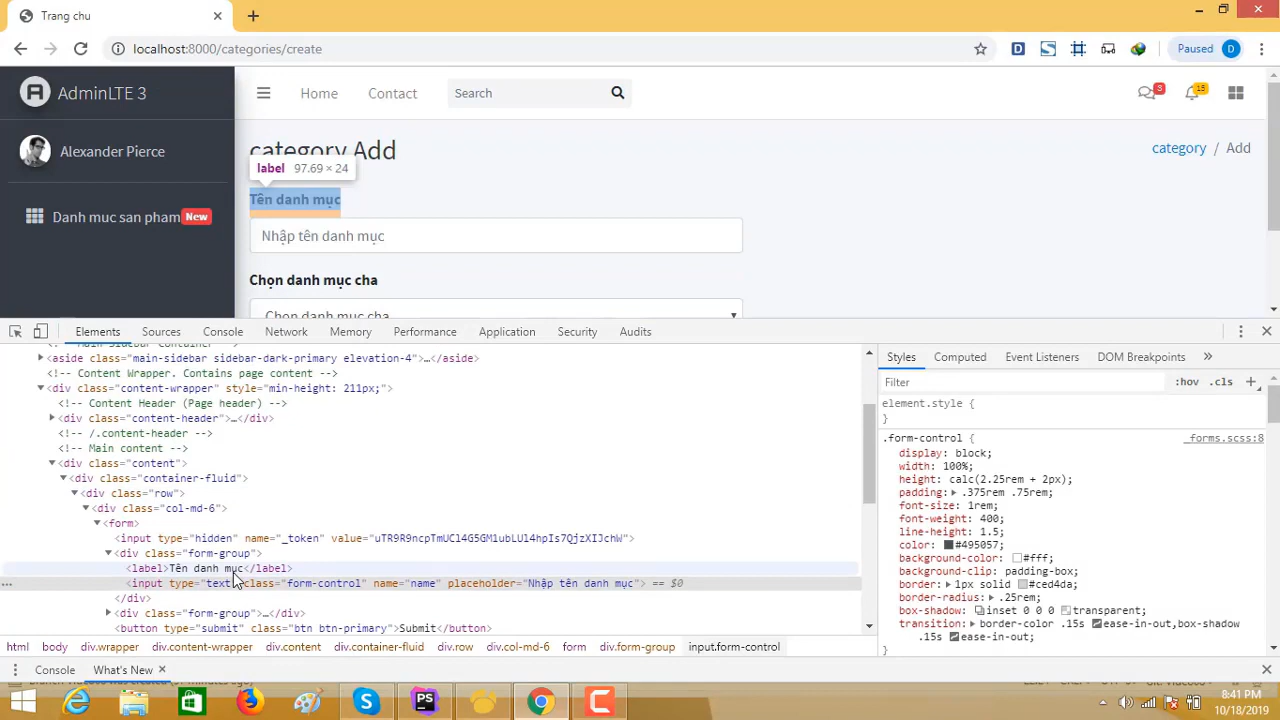 Trang chu
localhost:8000/categories/create
Paused D
AdminLTE 3
Home Contact Search
3 15
Alexander Pierce
category Add
category / Add
label 97.69 × 24
Tên danh mục
Danh muc san pham New
Nhập tên danh mục
Chọn danh mục cha
Chọn danh mục cha
Elements Sources Console Network Memory Performance Application Security Audits
<aside class="main-sidebar sidebar-dark-primary elevation-4">…</aside>
<!-- Content Wrapper. Contains page content -->
<div class="content-wrapper" style="min-height: 211px;">
<!-- Content Header (Page header) -->
<div class="content-header">…</div>
<!-- /.content-header -->
<!-- Main content -->
<div class="content">
<div class="container-fluid">
<div class="row">
<div class="col-md-6">
<form>
<input type="hidden" name="_token" value="
<div class="form-group">
<label>Tên danh mục</label>
<input type="text" class="form-control" name="name" placeholder="Nhập tên danh mục"> == $0
</div>
<div class="form-group">…</div>
<button type="submit" class="btn btn-primary">Submit</button>
html body div.wrapper div.content-wrapper div.content div.container-fluid div.row div.col-md-6 form div.form-group input.form-control
Styles Computed Event Listeners DOM Breakpoints »
Filter :hov .cls +
element.style {
}
.form-control { _forms.scss:8
display: block;
width: 100%;
height: calc(2.25rem + 2px);
padding: .375rem .75rem;
font-size: 1rem;
font-weight: 400;
line-height: 1.5;
color: #495057;
background-color: #fff;
background-clip: padding-box;
border: 1px solid #ced4da;
border-radius: .25rem;
box-shadow: inset 0 0 0 transparent;
transition: border-color .15s ease-in-out,box-shadow
.15s ease-in-out;
}
Console What's New ×
8:41 PM
10/18/2019